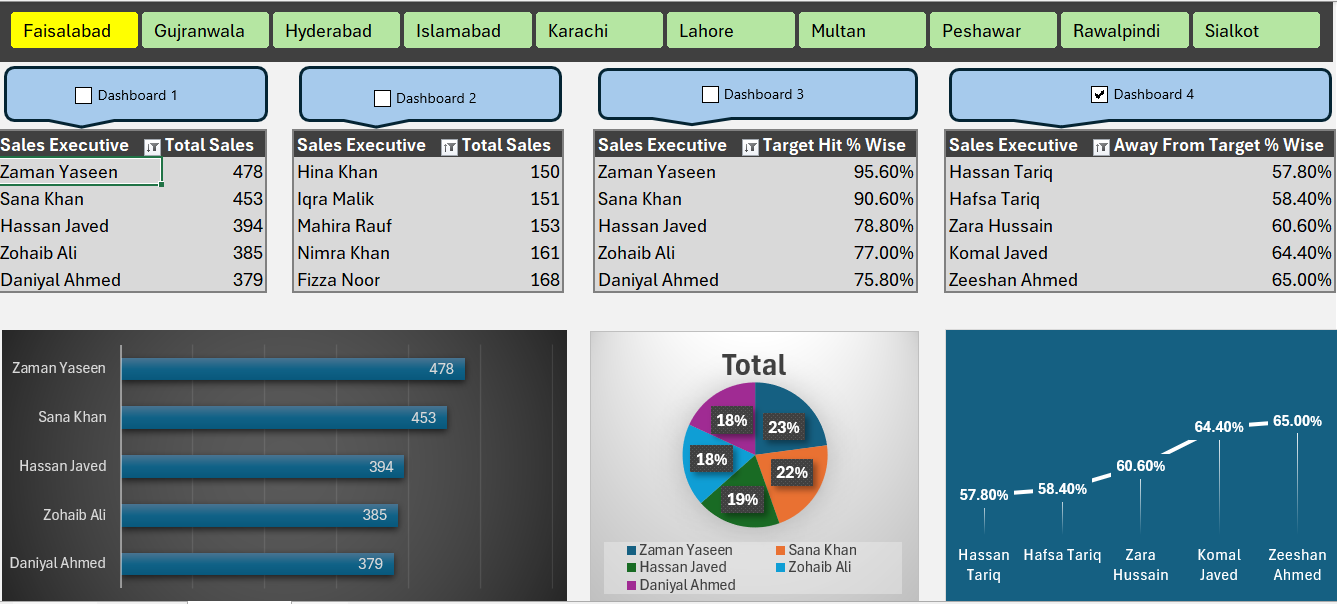 Faisalabad Gujranwala Hyderabad Islamabad Karachi Lahore Multan Peshawar Rawalpindi Sialkot
Dashboard 1 Dashboard 2 Dashboard 3 Dashboard 4
Sales Executive Total Sales
Zaman Yaseen 478
Sana Khan 453
Hassan Javed 394
Zohaib Ali 385
Daniyal Ahmed 379
Sales Executive Total Sales
Hina Khan 150
Iqra Malik 151
Mahira Rauf 153
Nimra Khan 161
Fizza Noor 168
Sales Executive Target Hit % Wise
Zaman Yaseen 95.60%
Sana Khan 90.60%
Hassan Javed 78.80%
Zohaib Ali 77.00%
Daniyal Ahmed 75.80%
Sales Executive Away From Target % Wise
Hassan Tariq 57.80%
Hafsa Tariq 58.40%
Zara Hussain 60.60%
Komal Javed 64.40%
Zeeshan Ahmed 65.00%
Zaman Yaseen 478
Sana Khan 453
Hassan Javed 394
Zohaib Ali 385
Daniyal Ahmed 379
Total
18% 23%
18% 22%
19%
Zaman Yaseen Sana Khan
Hassan Javed Zohaib Ali
Daniyal Ahmed
57.80% 58.40% 60.60% 64.40% 65.00%
Hassan Hafsa Tariq Zara Komal Zeeshan
Tariq Hussain Javed Ahmed